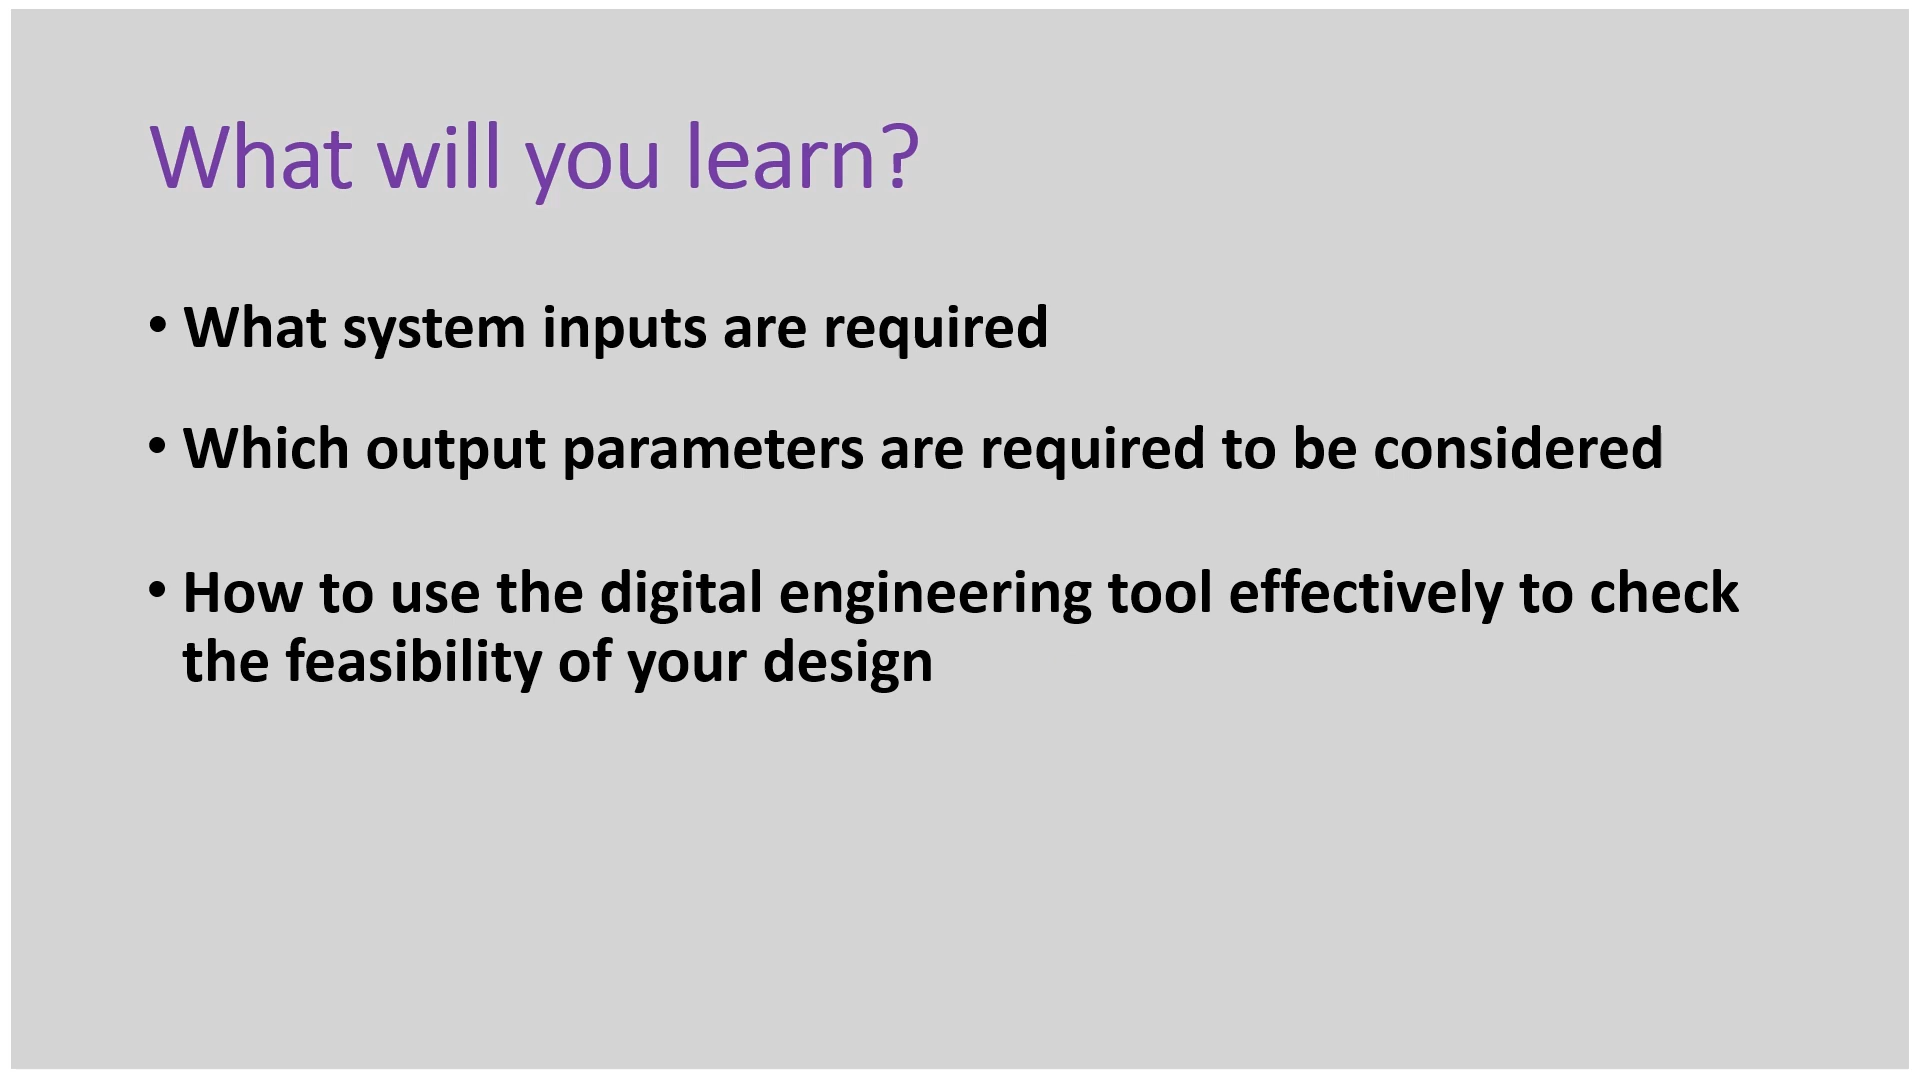 What will you learn?
• What system inputs are required
• Which output parameters are required to be considered
• How to use the digital engineering tool effectively to check
the feasibility of your design